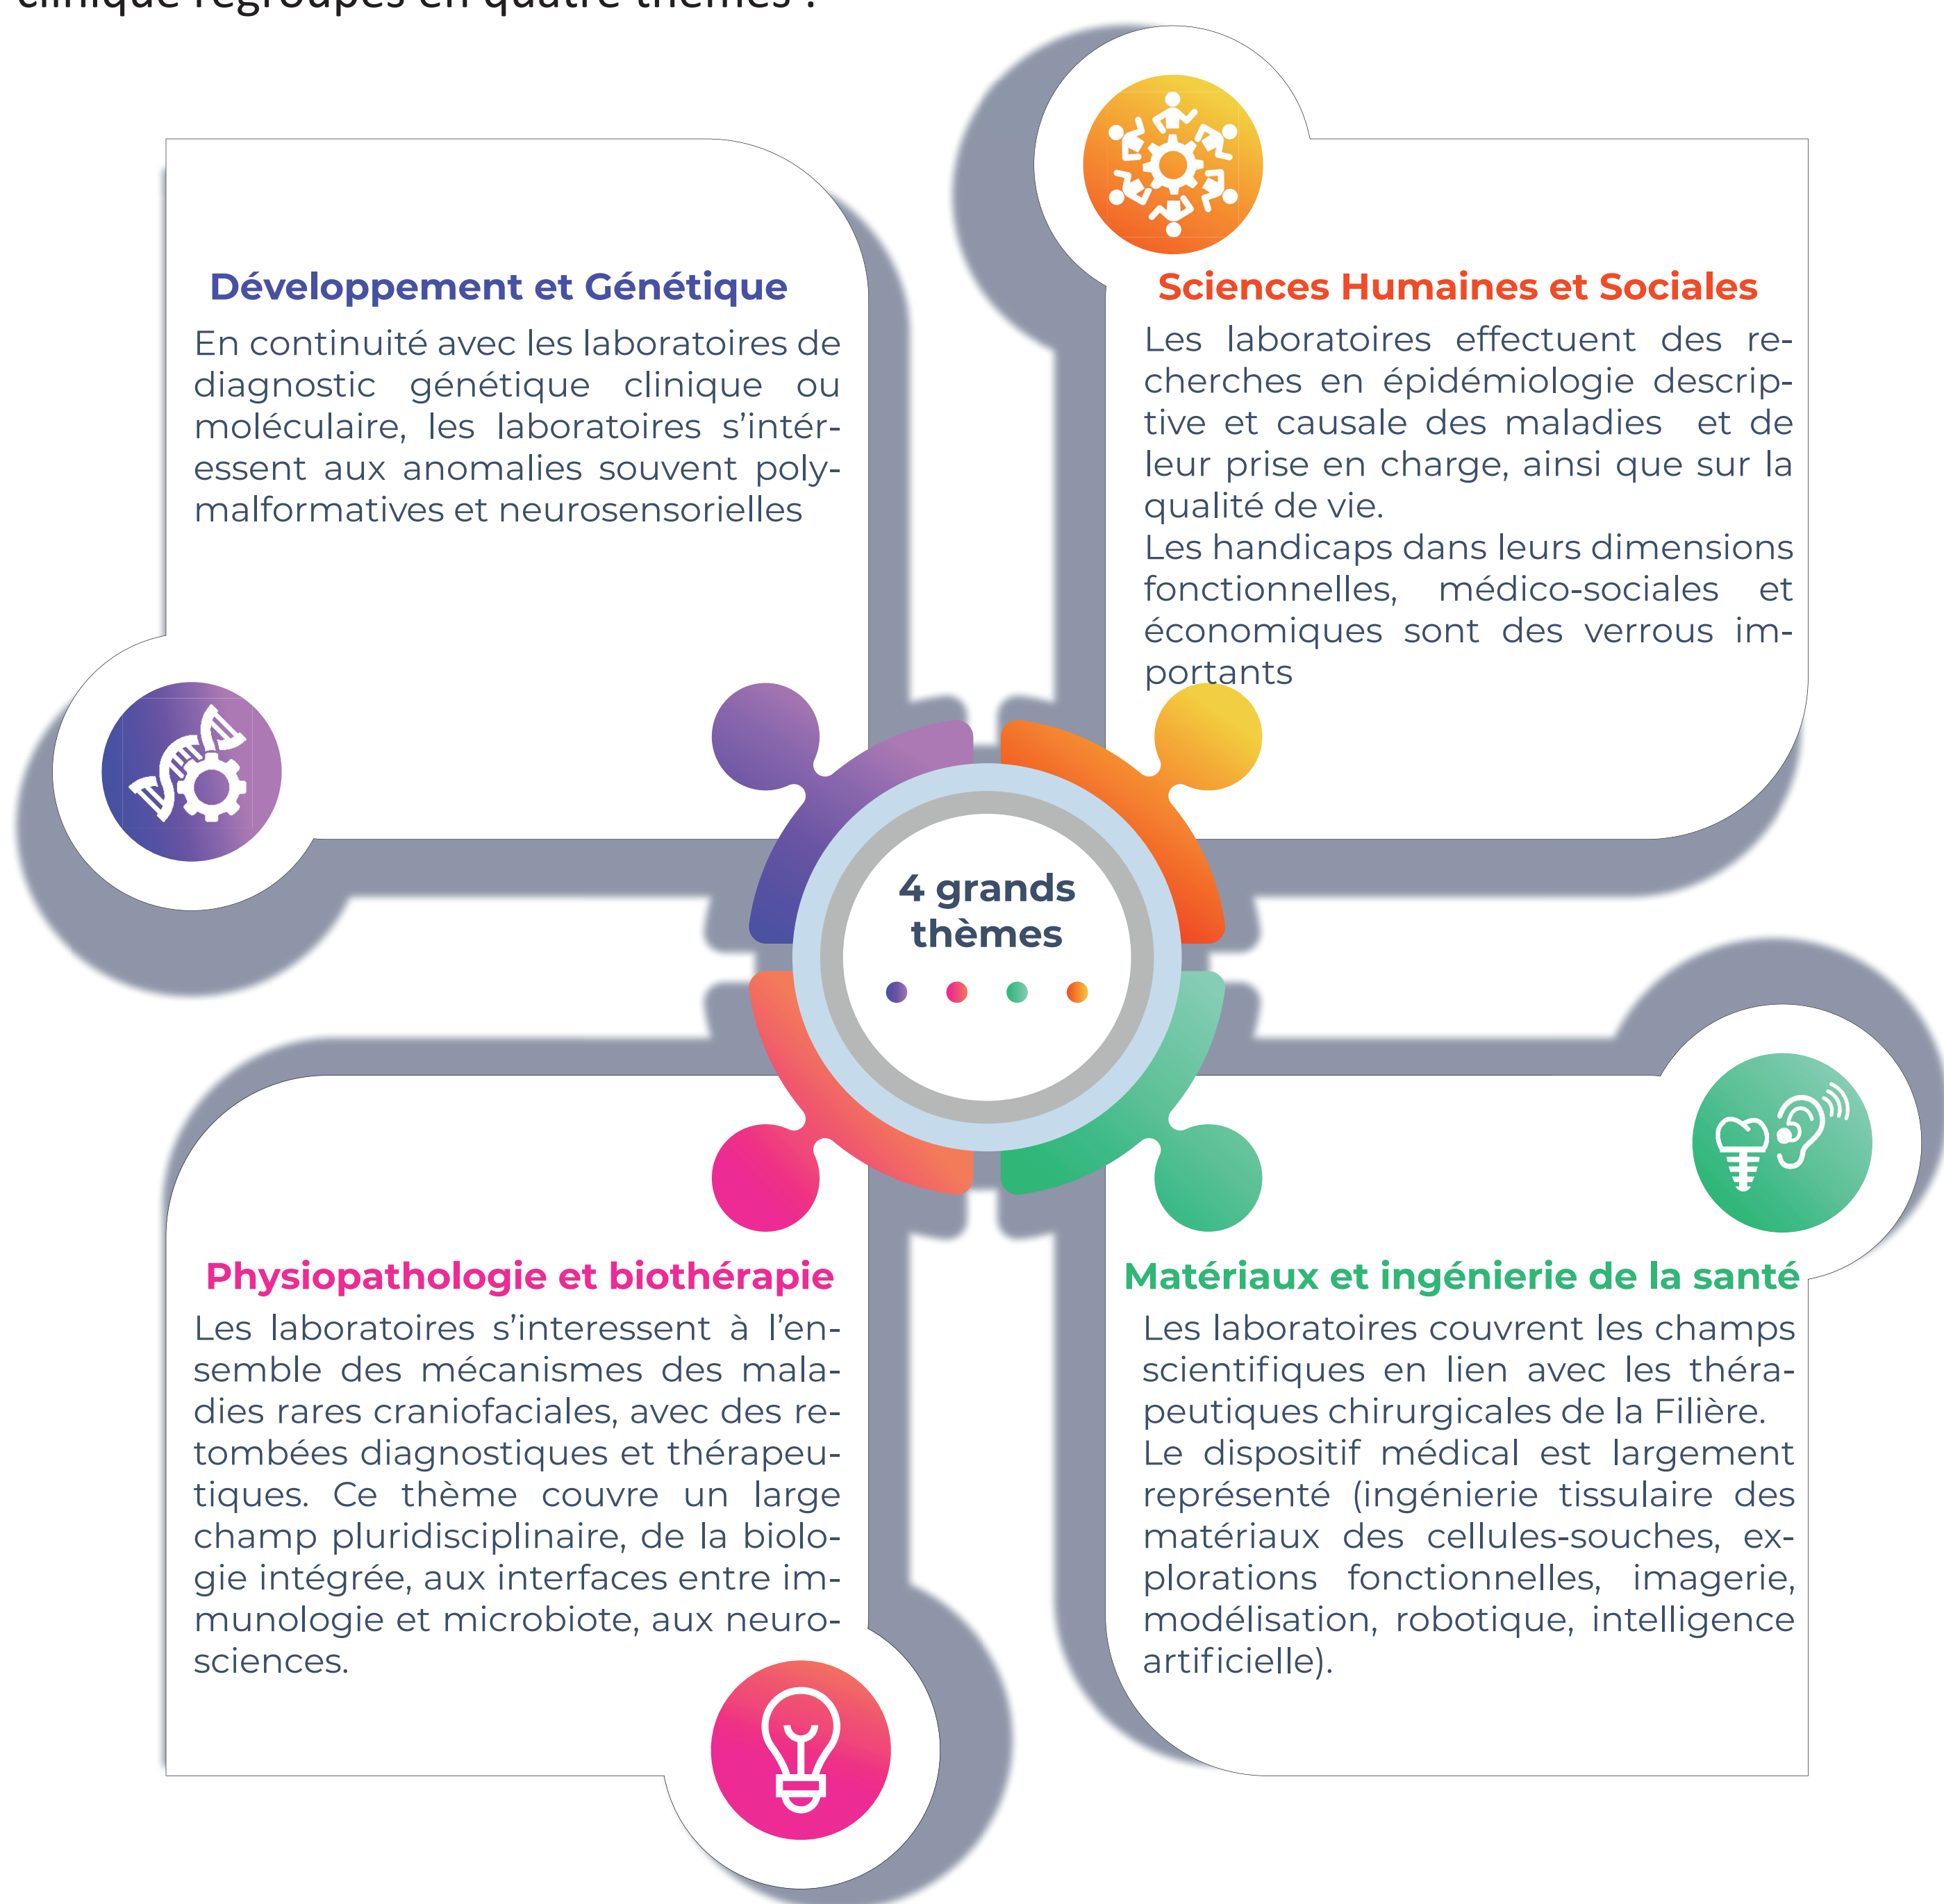 clinique regroupés en quatre thèmes :
Développement et Génétique
En continuité avec les laboratoires de
diagnostic génétique clinique ou
moléculaire, les laboratoires s’intér-
essent aux anomalies souvent poly-
malformatives et neurosensorielles
Sciences Humaines et Sociales
Les laboratoires effectuent des re-
cherches en épidémiologie descrip-
tive et causale des maladies et de
leur prise en charge, ainsi que sur la
qualité de vie.
Les handicaps dans leurs dimensions
fonctionnelles, médico-sociales et
économiques sont des verrous im-
portants
4 grands
thèmes
Physiopathologie et biothérapie
Les laboratoires s’interessent à l’en-
semble des mécanismes des mala-
dies rares craniofaciales, avec des re-
tombées diagnostiques et thérapeu-
tiques. Ce thème couvre un large
champ pluridisciplinaire, de la biolo-
gie intégrée, aux interfaces entre im-
munologie et microbiote, aux neuro-
sciences.
Matériaux et ingénierie de la santé
Les laboratoires couvrent les champs
scientifiques en lien avec les théra-
peutiques chirurgicales de la Filière.
Le dispositif médical est largement
représenté (ingénierie tissulaire des
matériaux des cellules-souches, ex-
plorations fonctionnelles, imagerie,
modélisation, robotique, intelligence
artificielle).